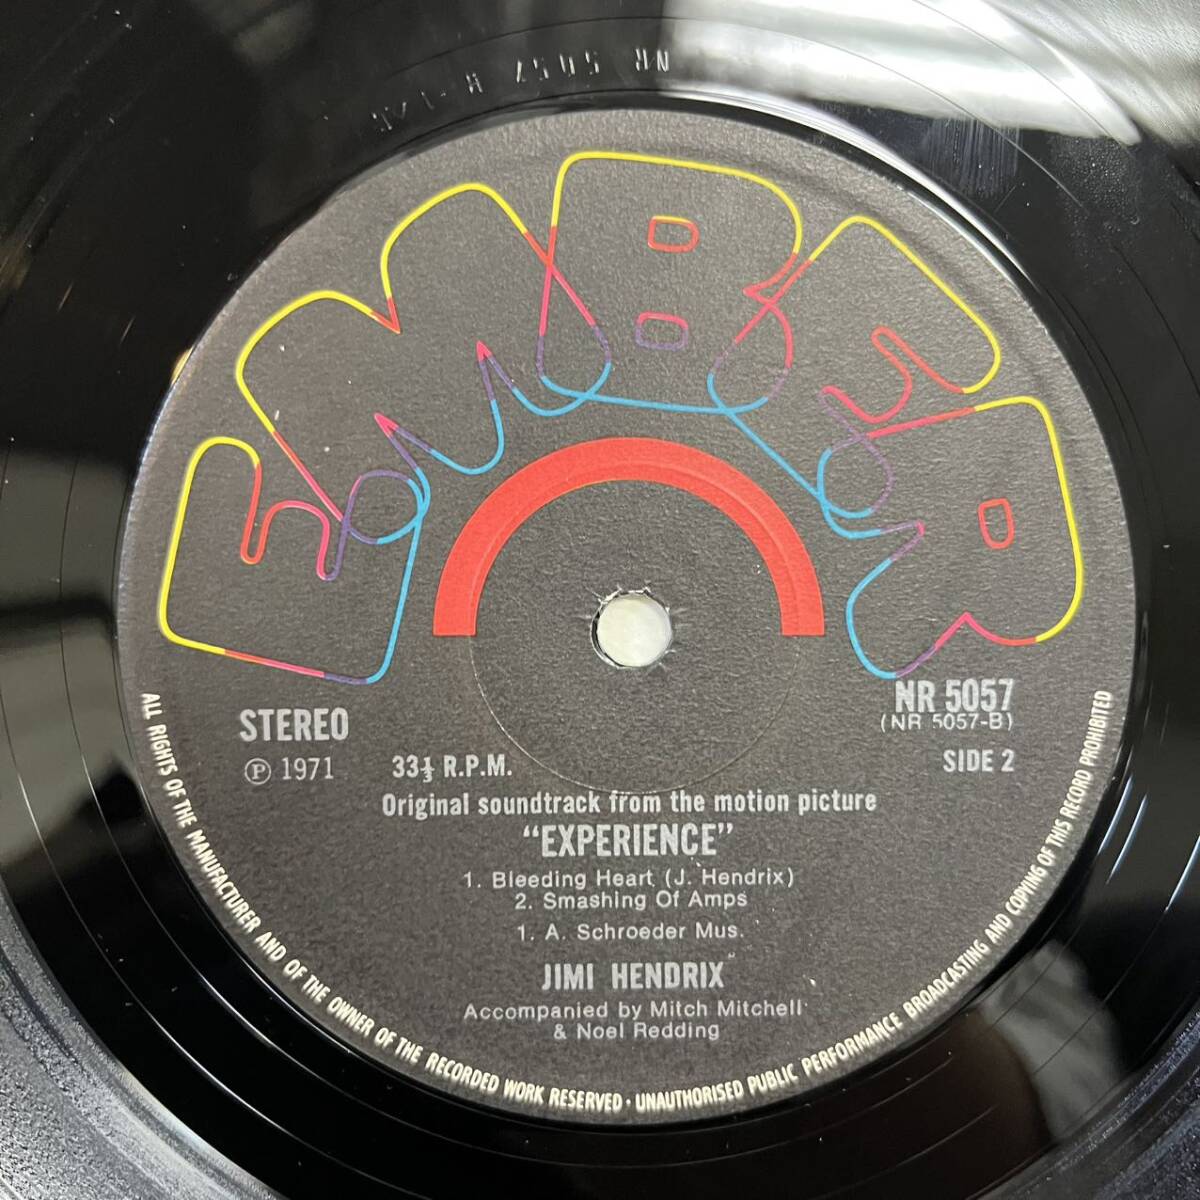 NR 5057 B-1
EMBER
STEREO
Ⓟ 1971
33⅓ R.P.M.
NR 5057
(NR 5057-B)
SIDE 2
Original soundtrack from the motion picture
"EXPERIENCE"
1. Bleeding Heart (J. Hendrix)
2. Smashing Of Amps
1. A. Schroeder Mus.
JIMI HENDRIX
Accompanied by Mitch Mitchell
& Noel Redding
ALL RIGHTS OF THE MANUFACTURER AND OF THE OWNER OF THE RECORDED WORK RESERVED · UNAUTHORISED PUBLIC PERFORMANCE BROADCASTING AND COPYING OF THIS RECORD PROHIBITED